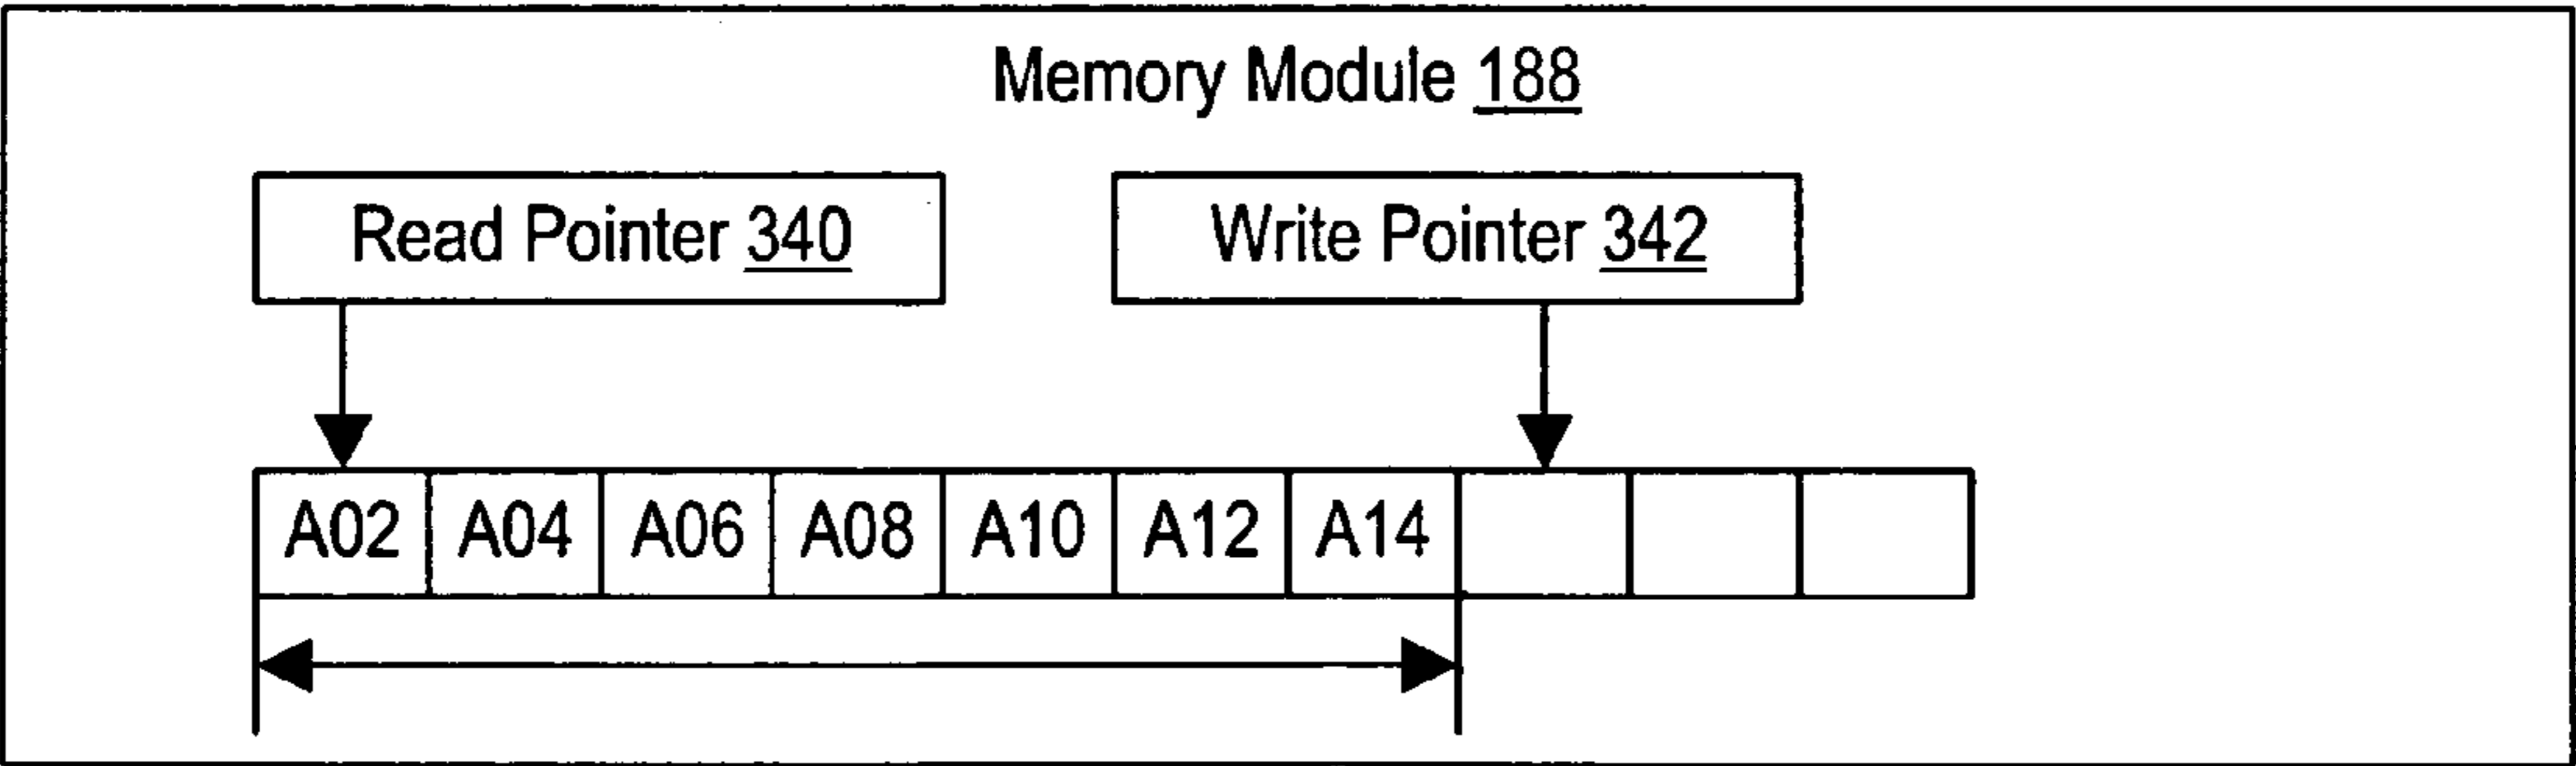 Memory Module 188
Read Pointer 340 Write Pointer 342
A02 A04 A06 A08 A10 A12 A14